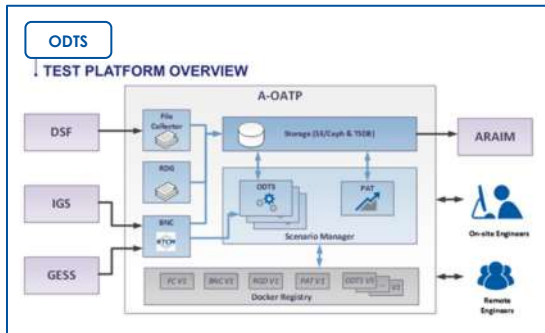 ODTS
TEST PLATFORM OVERVIEW
A-OATP
DSF
File
Collector
Storage (S3/Ceph & TSDB)
ARAIM
RDG
IGS
BNC
RTCM
ODTS
PAT
Scenario Manager
On-site Engineers
GESS
FC V1
BNC V1
RGD V1
PAT V1
ODTS V5
... V1
Docker Registry
Remote
Engineers